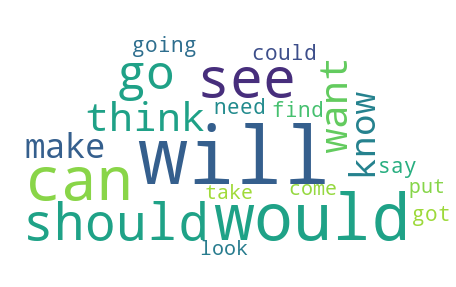 going
could
go
see
want
know
think
need
find
make
will
say
can
take
come
put
should
would
got
look